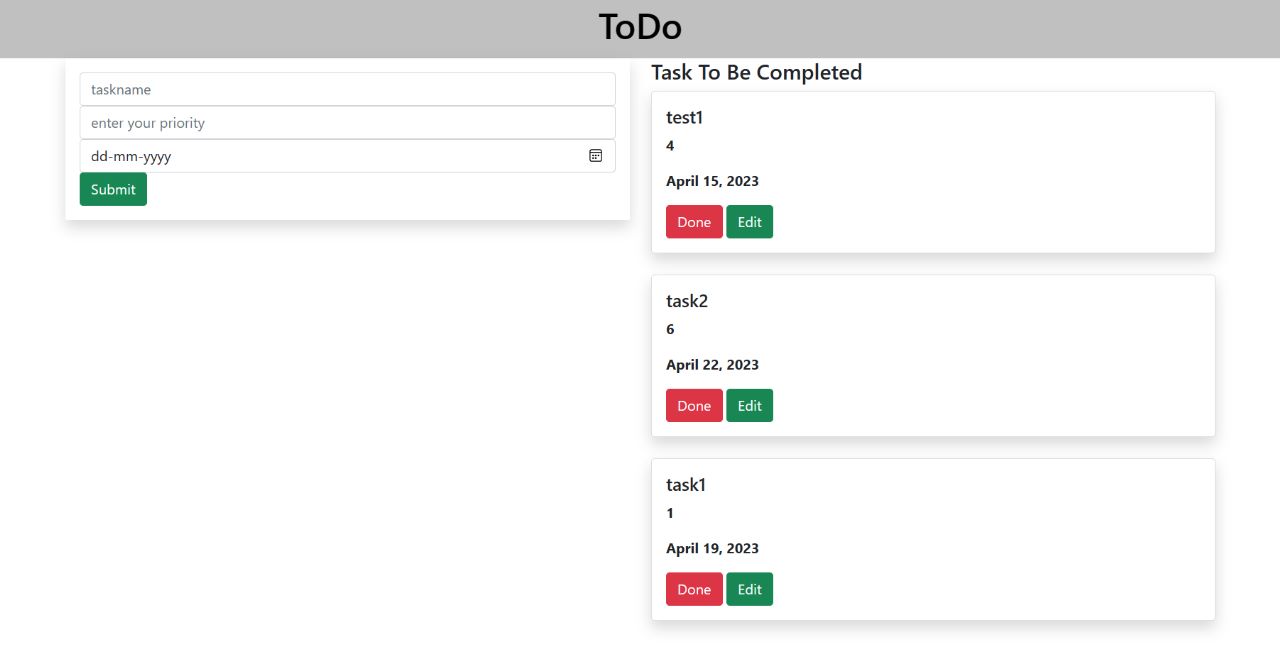 ToDo
taskname
enter your priority
dd-mm-yyyy
Submit
Task To Be Completed
test1
4
April 15, 2023
Done Edit
task2
6
April 22, 2023
Done Edit
task1
1
April 19, 2023
Done Edit